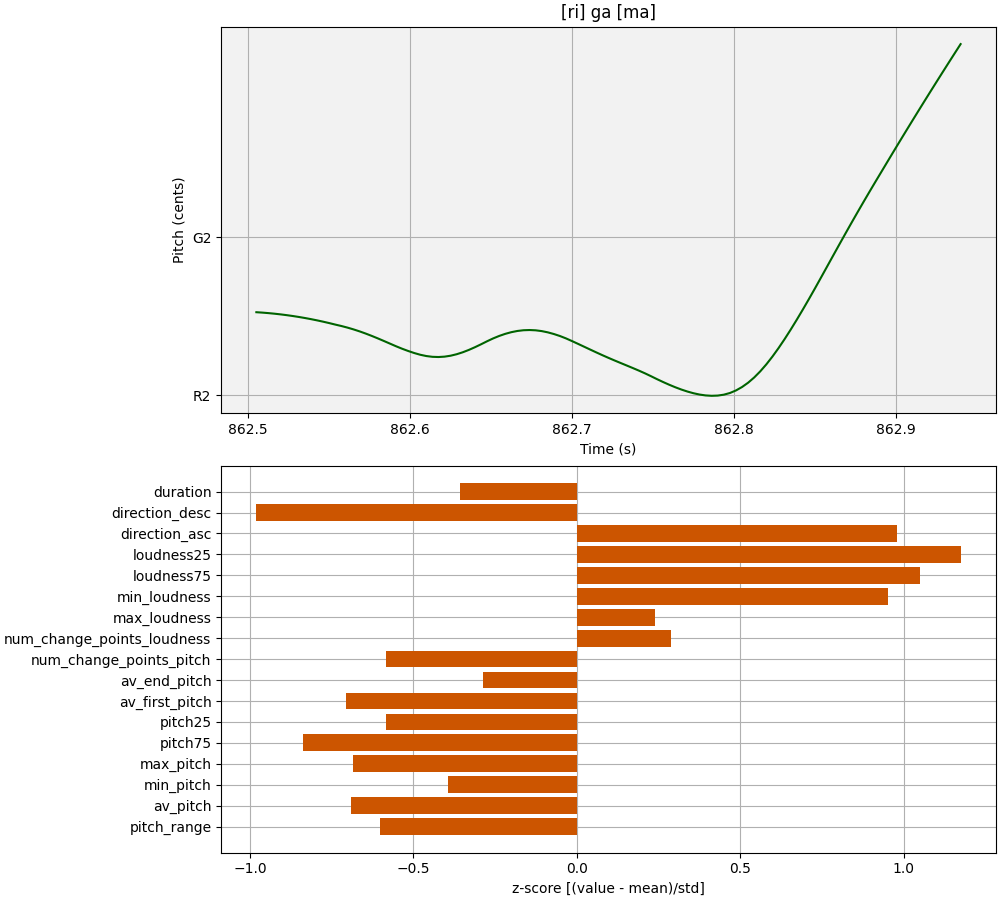 [ri] ga [ma]
Pitch (cents)
G2
R2
862.5 862.6 862.7 862.8 862.9
Time (s)
duration
direction_desc
direction_asc
loudness25
loudness75
min_loudness
max_loudness
num_change_points_loudness
num_change_points_pitch
av_end_pitch
av_first_pitch
pitch25
pitch75
max_pitch
min_pitch
av_pitch
pitch_range
−1.0 −0.5 0.0 0.5 1.0
z-score [(value - mean)/std]